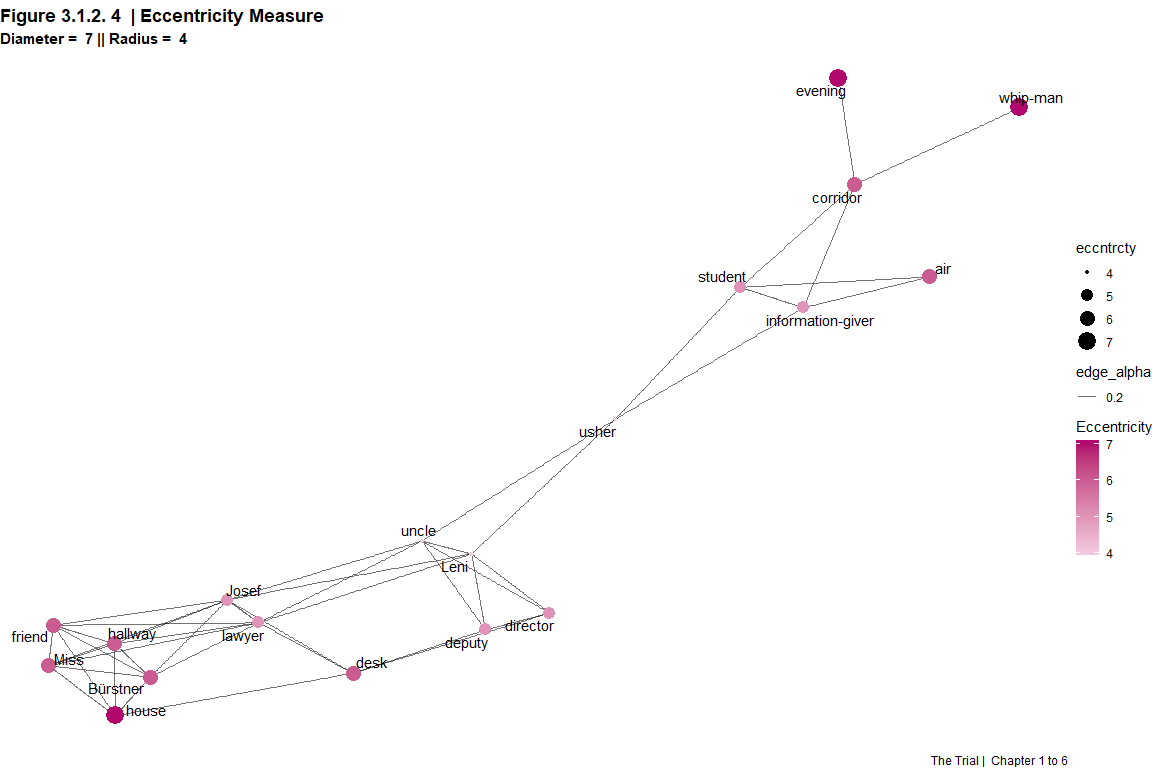 Figure 3.1.2. 4  | Eccentricity Measure
Diameter =  7 || Radius =  4
evening
whip-man
corridor
student
air
information-giver
usher
uncle
Leni
Josef
friend
hallway
lawyer
director
deputy
Miss
desk
Bürstner
house
eccntrcty
4
5
6
7
edge_alpha
0.2
Eccentricity
7
6
5
4
The Trial |  Chapter 1 to 6